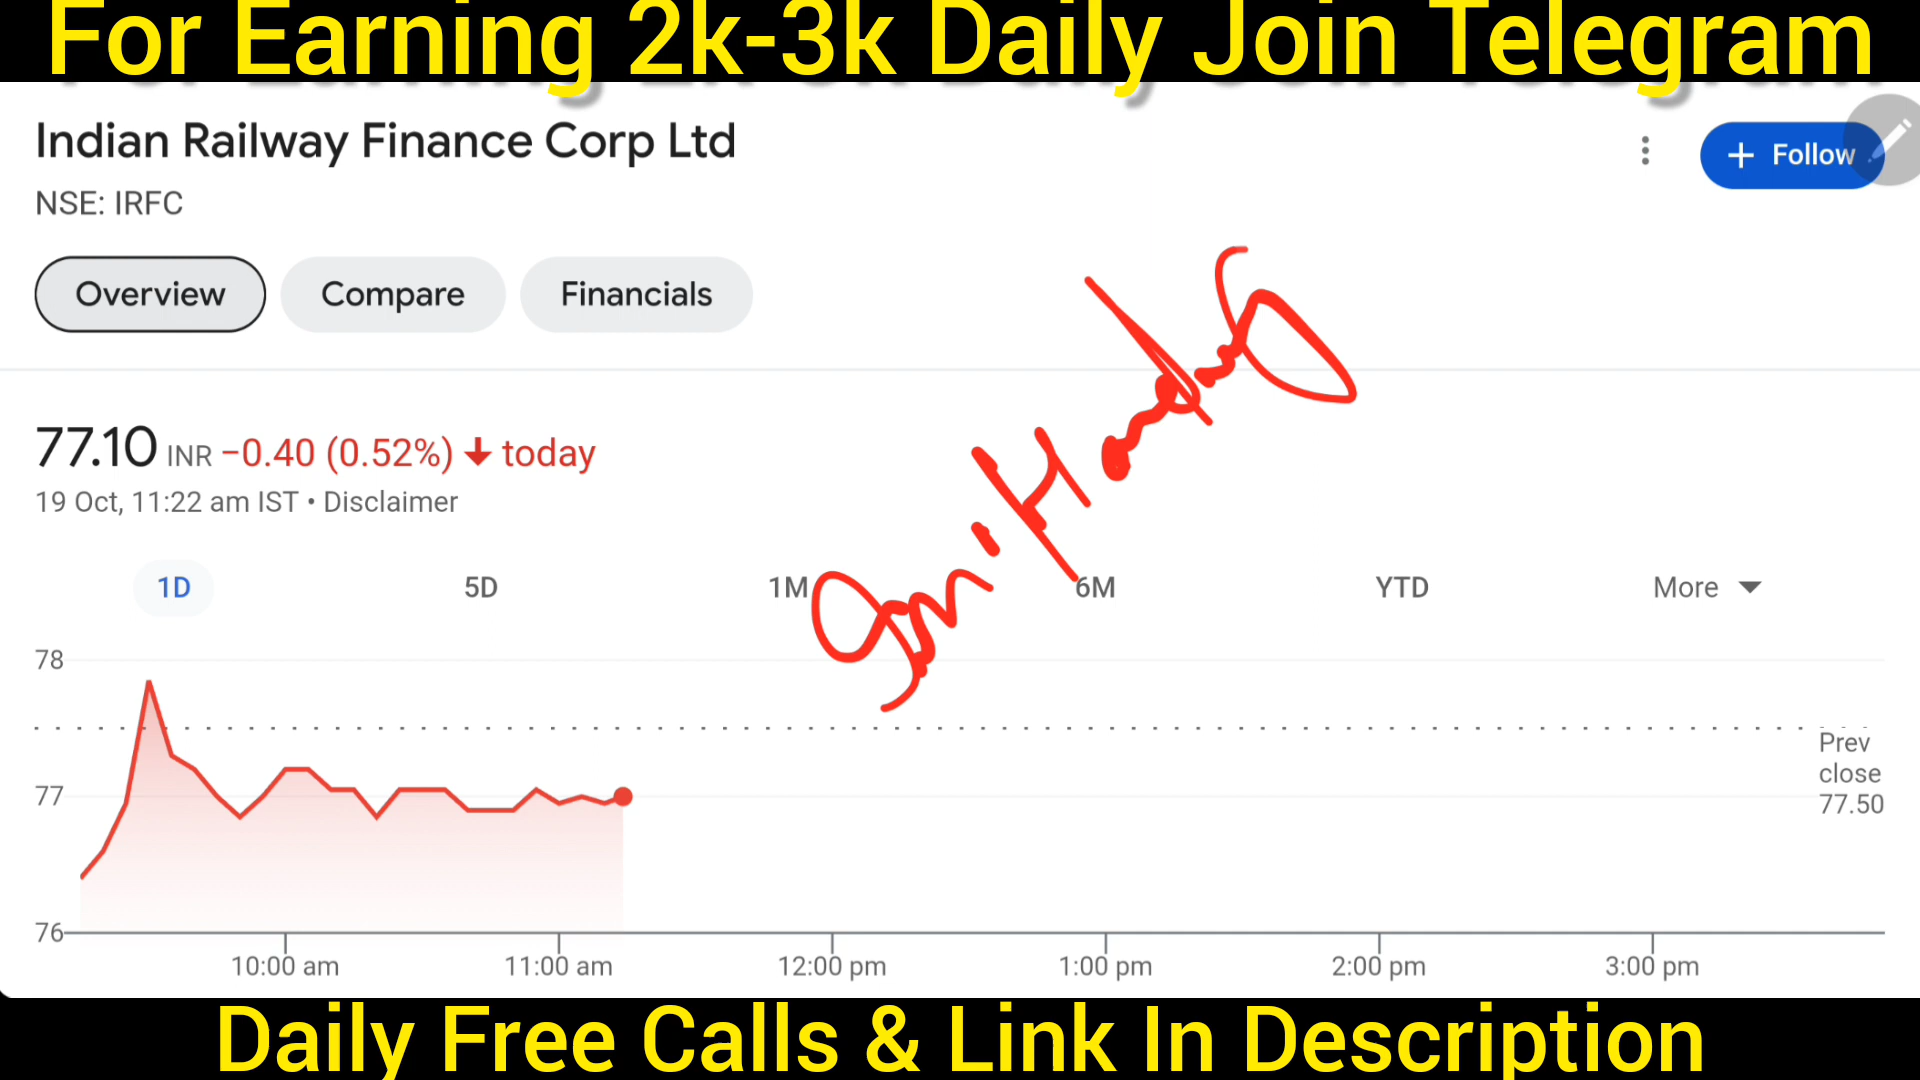 For Earning 2k-3k Daily Join Telegram
Indian Railway Finance Corp Ltd
+ Follow
NSE: IRFC
Overview Compare Financials
77.10 INR −0.40 (0.52%) ↓ today
19 Oct, 11:22 am IST • Disclaimer
1D 5D 1M 6M YTD More
78
Prev
close
77.50
77
76
10:00 am 11:00 am 12:00 pm 1:00 pm 2:00 pm 3:00 pm
Daily Free Calls & Link In Description